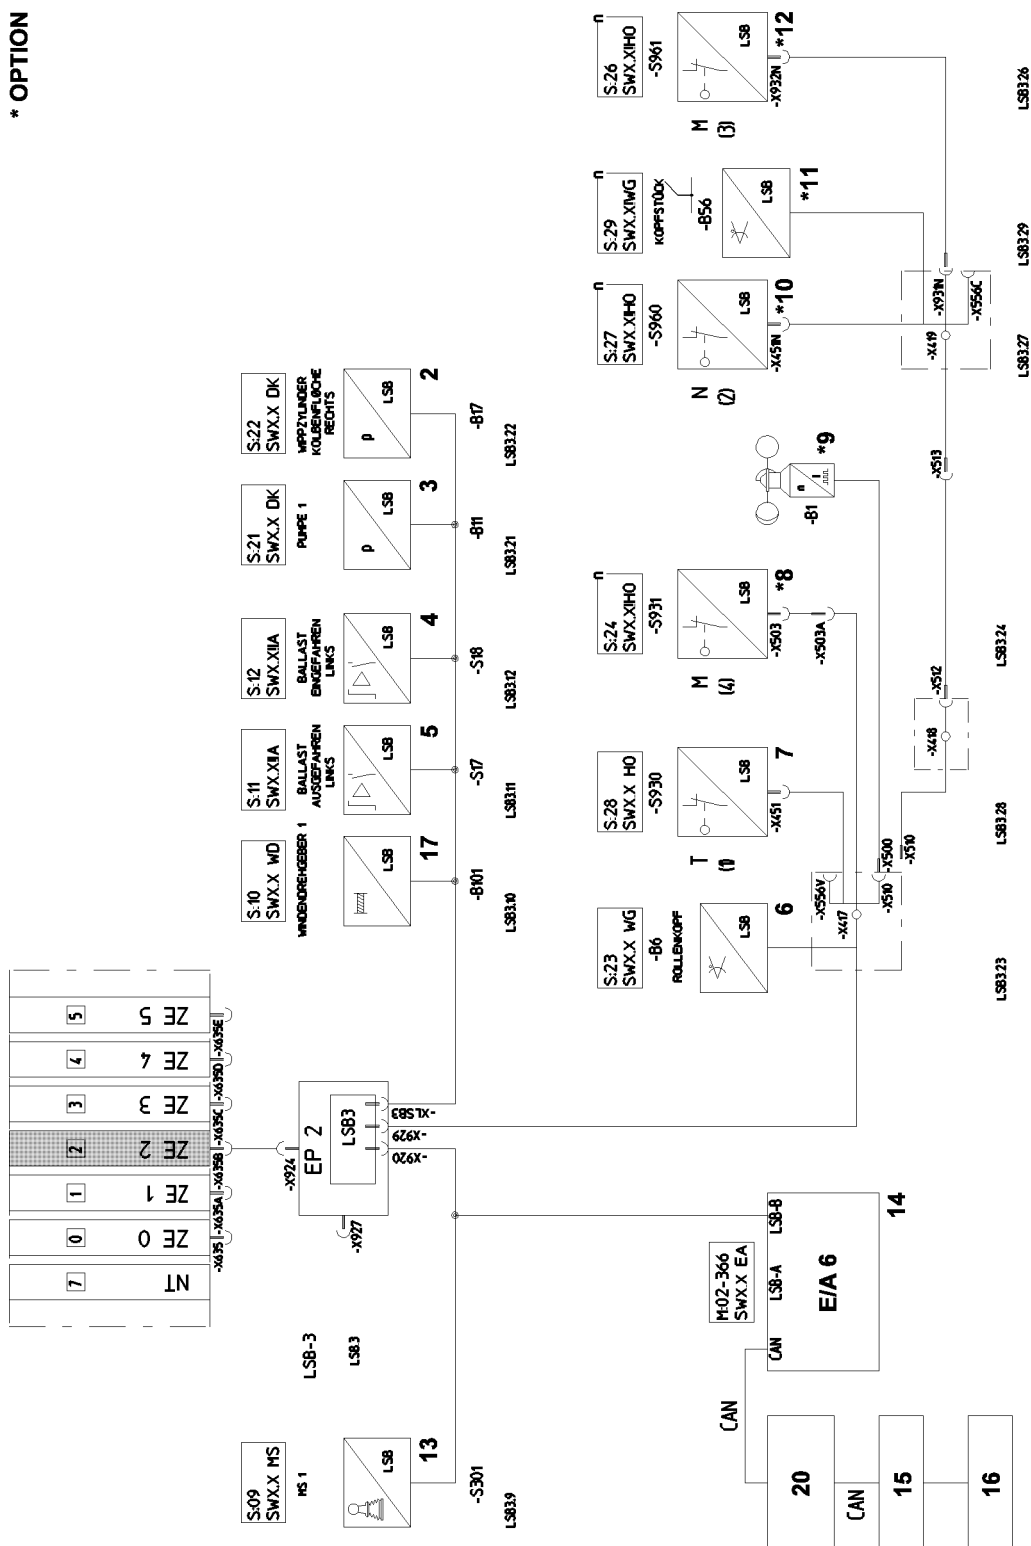 * OPTION
S:26
SWX.XIHO
n
-S961
LSB
*12
-X932N
M
(3)
LSB3.26
S:29
SWX.XIWG
n
KOPFSTÜCK
-B56
LSB
*11
LSB3.29
S:27
SWX.XIHO
n
-S960
LSB
*10
-X451N
N
(2)
LSB3.27
-X931N
-X556C
-X419
-X513
*9
n
-B1
S:24
SWX.XIHO
n
-S931
LSB
*8
-X503
-X503A
M
(4)
LSB3.24
-X512
-X418
S:28
SWX.X HO
-S930
LSB
7
-X451
T
(1)
LSB3.28
-X500
-X510
-X556V
-X510
-X417
S:23
SWX.X WG
-B6
ROLLENKOPF
LSB
6
LSB3.23
S:22
SWX.X DK
WIPPZYLINDER
KOLBENFLÖCHE
RECHTS
p
LSB
2
-B17
LSB3.22
S:21
SWX.X DK
PUMPE 1
p
LSB
3
-B11
LSB3.21
S:12
SWX.XIIA
BALLAST
EINGEFAHREN
LINKS
LSB
4
-S18
LSB3.12
S:11
SWX.XIIA
BALLAST
AUSGEFAHREN
LINKS
LSB
5
-S17
LSB3.11
S:10
SWX.X WD
WINDENDREHGEBER 1
LSB
17
-B101
LSB3.10
5
ZE 5
-X635E
4
ZE 4
-X635D
3
ZE 3
-X635C
2
ZE 2
-X635B
1
ZE 1
-X635A
0
ZE 0
-X635
7
NT
-X924
EP 2
LSB3
-XLSB3
-X929
-X920
-X927
LSB-3
LSB3
S:09
SWX.X MS
MS 1
LSB
13
-S301
LSB3.9
M:02-366
SWX.X EA
LSB-B
LSB-A
CAN
E/A 6
14
CAN
20
CAN
15
16